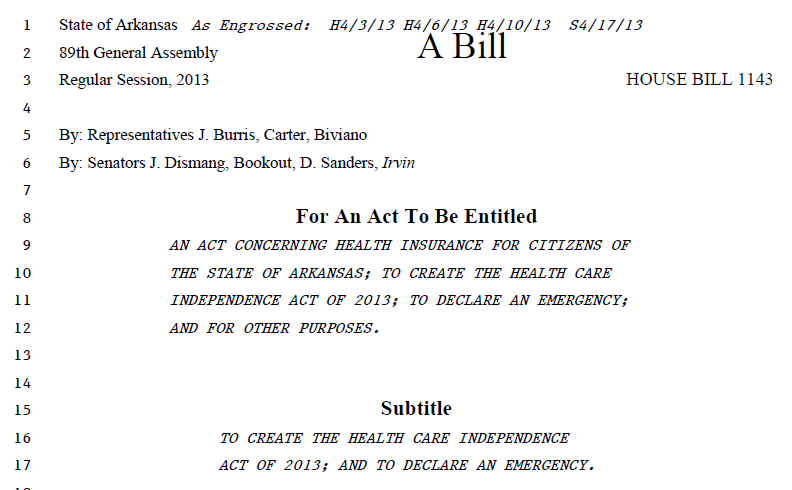 1 State of Arkansas As Engrossed: H4/3/13 H4/6/13 H4/10/13 S4/17/13
2 89th General Assembly A Bill
3 Regular Session, 2013 HOUSE BILL 1143
4
5 By: Representatives J. Burris, Carter, Biviano
6 By: Senators J. Dismang, Bookout, D. Sanders, Irvin
7
8 For An Act To Be Entitled
9 AN ACT CONCERNING HEALTH INSURANCE FOR CITIZENS OF
10 THE STATE OF ARKANSAS; TO CREATE THE HEALTH CARE
11 INDEPENDENCE ACT OF 2013; TO DECLARE AN EMERGENCY;
12 AND FOR OTHER PURPOSES.
13
14
15 Subtitle
16 TO CREATE THE HEALTH CARE INDEPENDENCE
17 ACT OF 2013; AND TO DECLARE AN EMERGENCY.